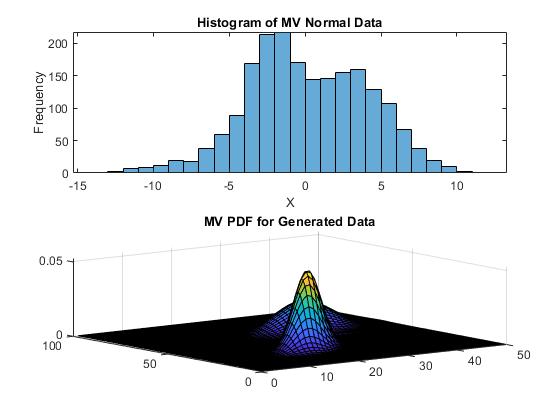 Histogram of MV Normal Data
200
150
100
50
0
Frequency
-15 -10 -5 0 5 10
X
MV PDF for Generated Data
0.05
0
100
50
0
0 10 20 30 40 50